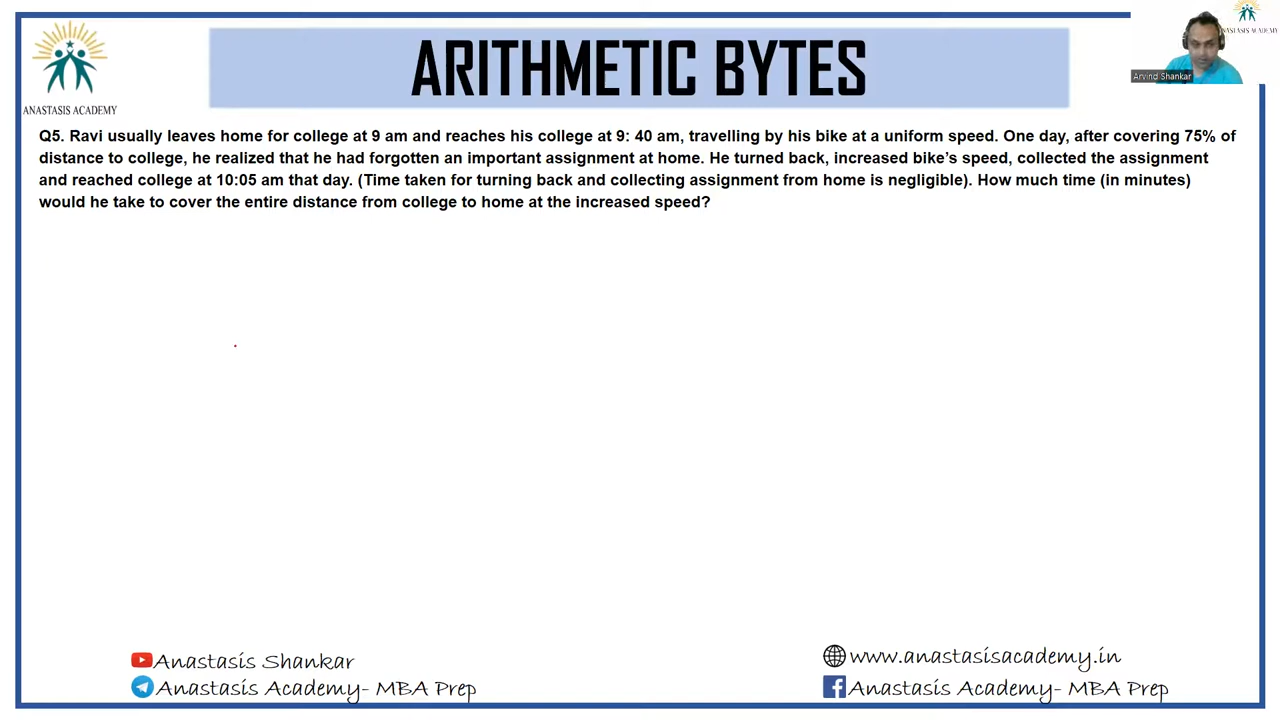 ANASTASIS ACADEMY
ARITHMETIC BYTES
ANASTASIS ACADEMY
Arvind Shankar
Q5. Ravi usually leaves home for college at 9 am and reaches his college at 9: 40 am, travelling by his bike at a uniform speed. One day, after covering 75% of
distance to college, he realized that he had forgotten an important assignment at home. He turned back, increased bike's speed, collected the assignment
and reached college at 10:05 am that day. (Time taken for turning back and collecting assignment from home is negligible). How much time (in minutes)
would he take to cover the entire distance from college to home at the increased speed?
Anastasis Shankar
www.anastasisacademy.in
Anastasis Academy- MBA Prep
Anastasis Academy- MBA Prep